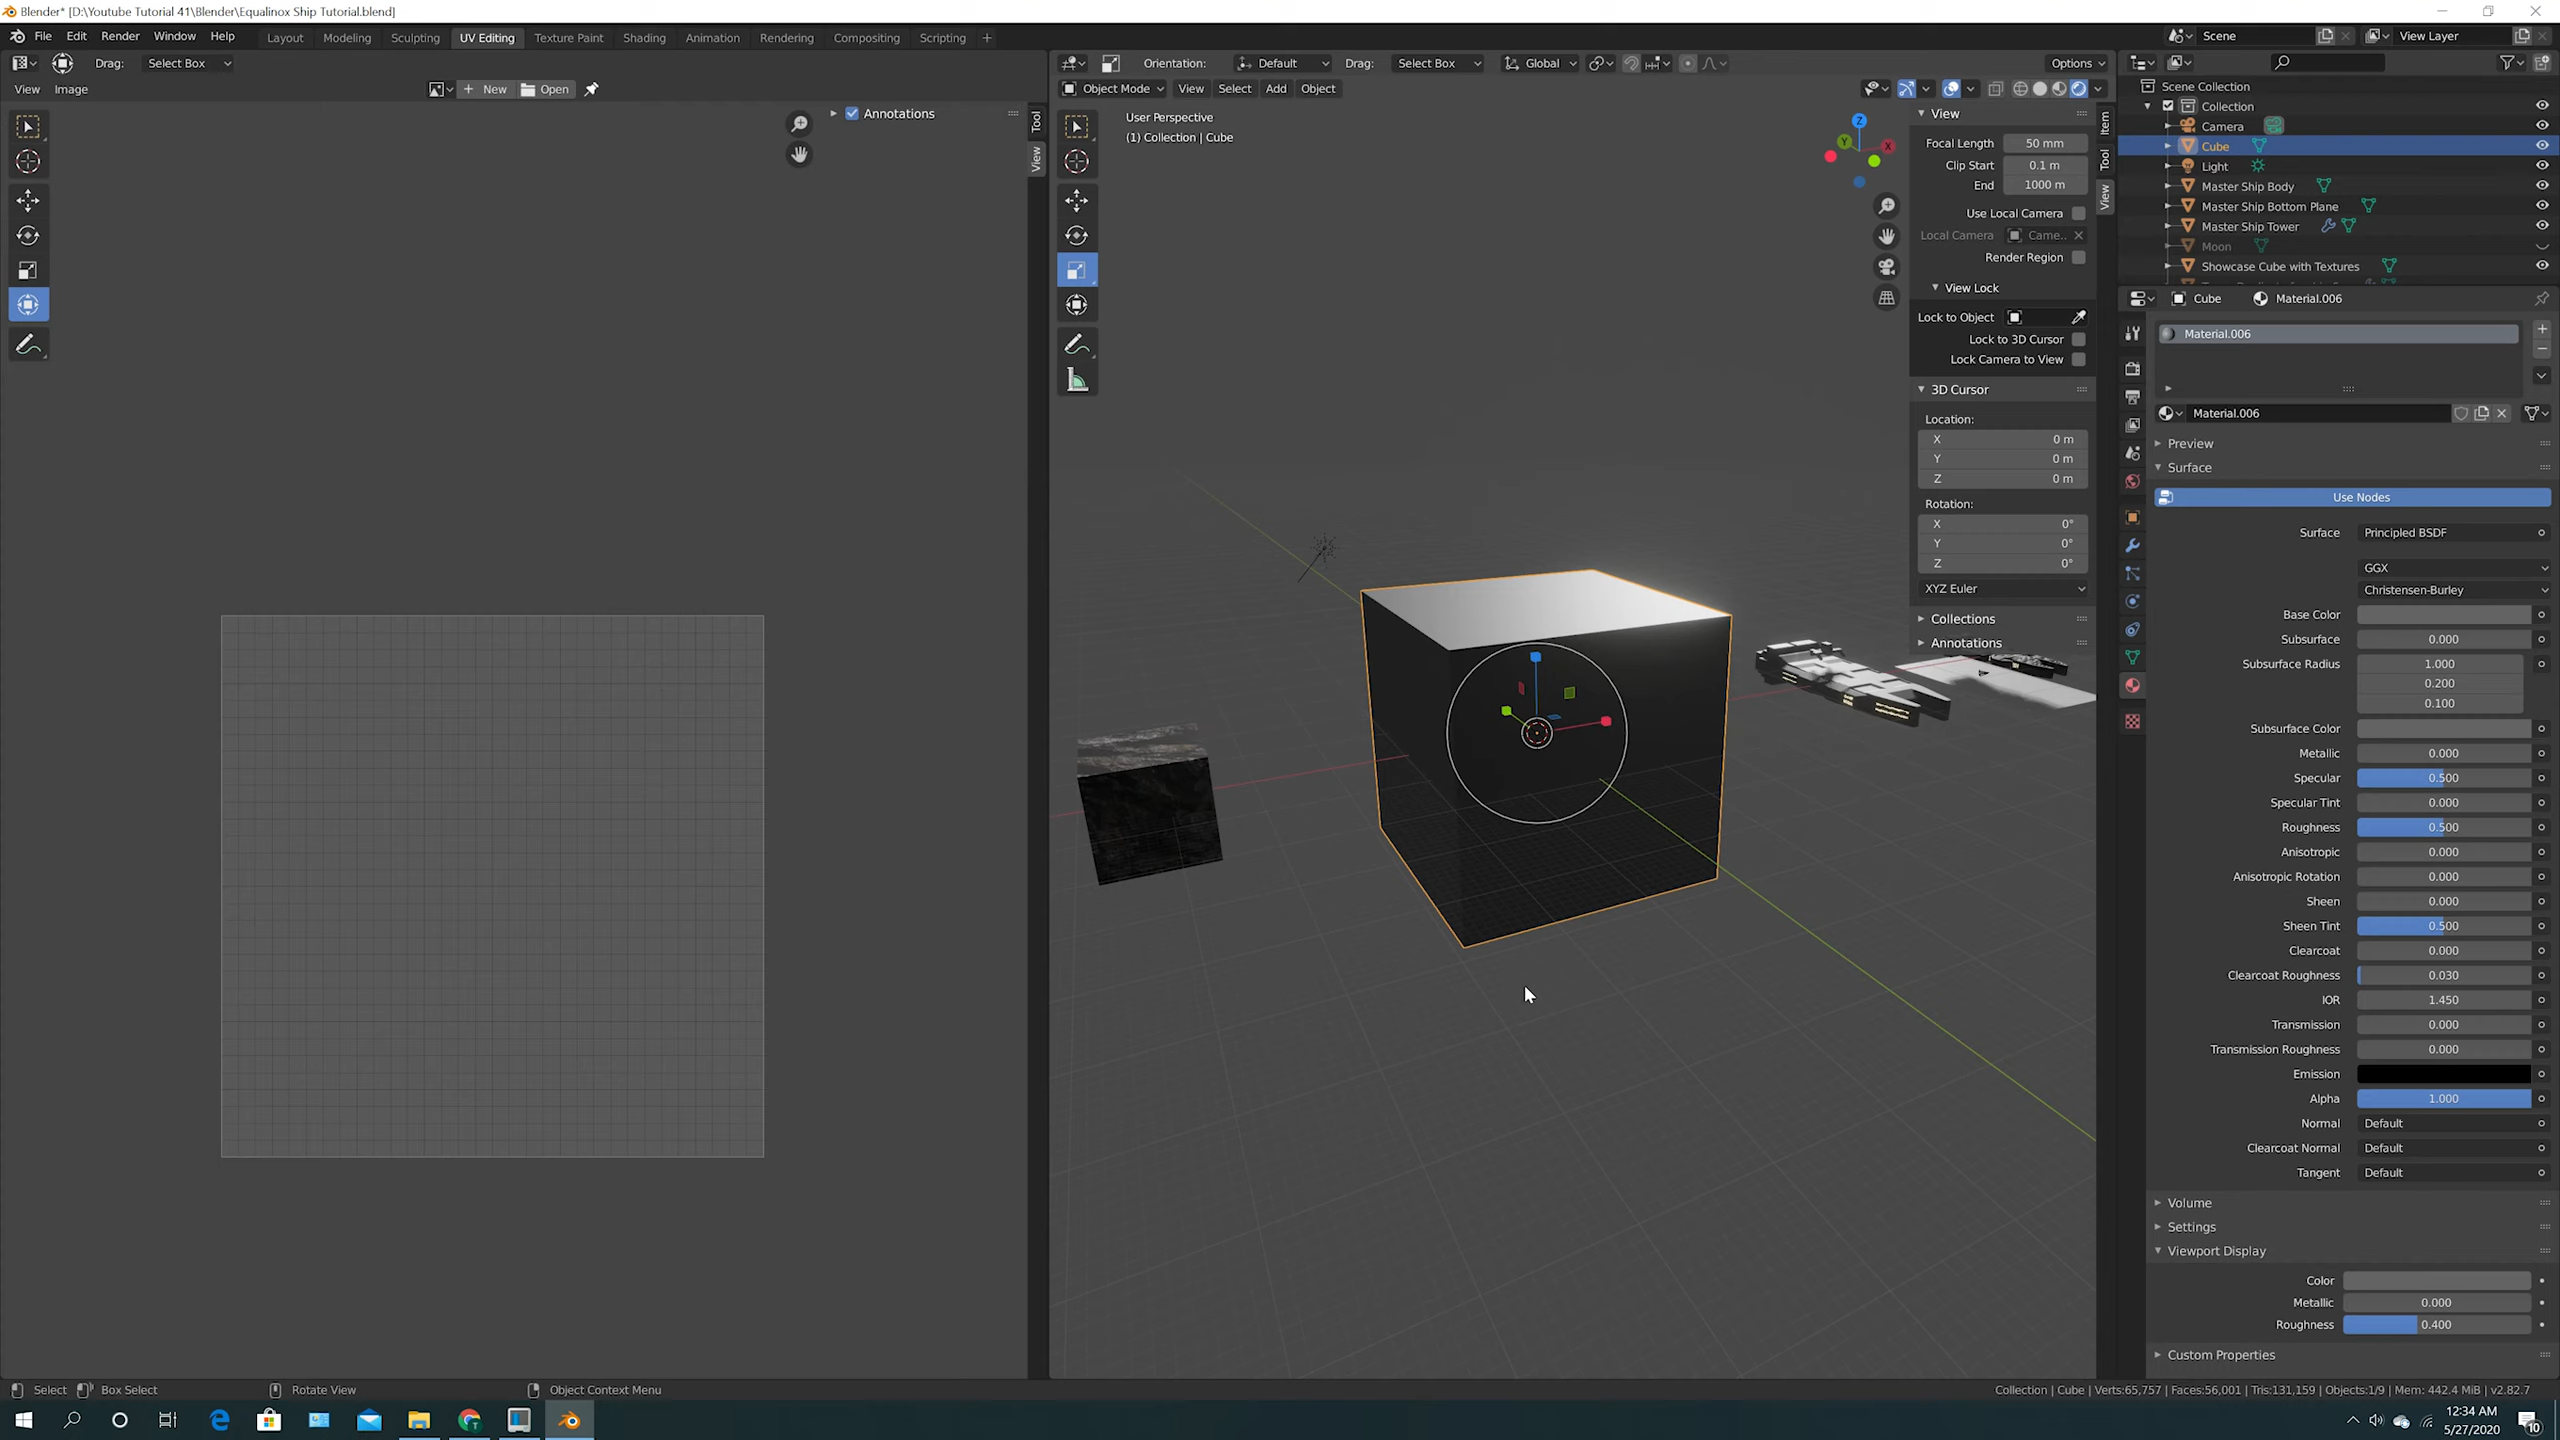 Blender* [D:\Youtube Tutorial 41\Blender\Equalinox Ship Tutorial.blend]
File Edit Render Window Help Layout Modeling Sculpting UV Editing Texture Paint Shading Animation Rendering Compositing Scripting + Scene View Layer
Drag: Select Box Orientation: Default Drag: Select Box Global Options
View Image New Open Object Mode View Select Add Object
Scene Collection
Collection
Camera
Cube
Light
Master Ship Body
Master Ship Bottom Plane
Master Ship Tower
Moon
Showcase Cube with Textures
Annotations
Tool
View
User Perspective
(1) Collection | Cube
X
Y
Z
View
Focal Length 50 mm
Clip Start 0.1 m
End 1000 m
Use Local Camera
Local Camera Came..
Render Region
View Lock
Lock to Object
Lock to 3D Cursor
Lock Camera to View
3D Cursor
Location:
X 0 m
Y 0 m
Z 0 m
Rotation:
X 0°
Y 0°
Z 0°
XYZ Euler
Collections
Annotations
Item
Tool
View
Cube Material.006
Material.006
Material.006
Preview
Surface
Use Nodes
Surface Principled BSDF
GGX
Christensen-Burley
Base Color
Subsurface 0.000
Subsurface Radius 1.000
0.200
0.100
Subsurface Color
Metallic 0.000
Specular 0.500
Specular Tint 0.000
Roughness 0.500
Anisotropic 0.000
Anisotropic Rotation 0.000
Sheen 0.000
Sheen Tint 0.500
Clearcoat 0.000
Clearcoat Roughness 0.030
IOR 1.450
Transmission 0.000
Transmission Roughness 0.000
Emission
Alpha 1.000
Normal Default
Clearcoat Normal Default
Tangent Default
Volume
Settings
Viewport Display
Color
Metallic 0.000
Roughness 0.400
Custom Properties
Select Box Select Rotate View Object Context Menu Collection | Cube | Verts:65,757 | Faces:56,001 | Tris:131,159 | Objects:1/9 | Mem: 442.4 MiB | v2.82.7
12:34 AM
5/27/2020
10